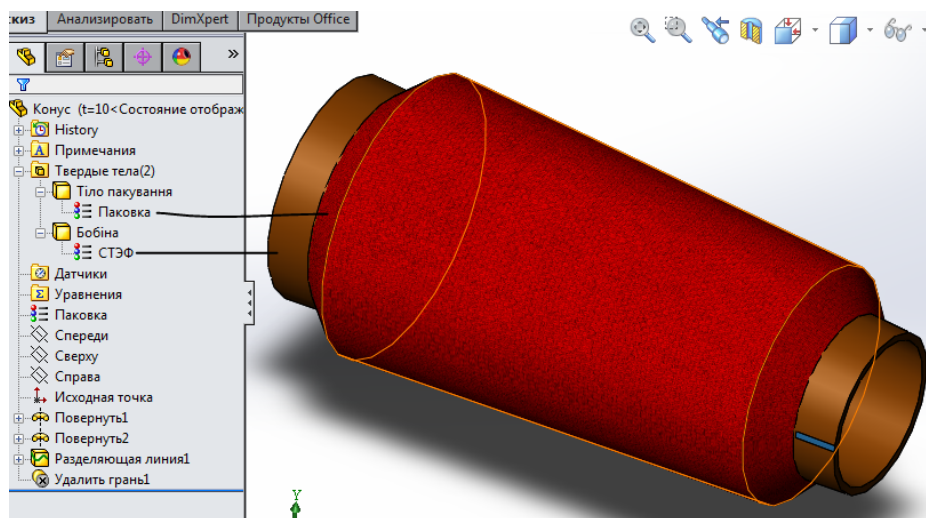 скиз Анализировать DimXpert Продукты Office
»
Конус (t=10<Состояние отображ
History
Примечания
Твердые тела(2)
Тіло пакування
Паковка
Бобіна
СТЭФ
Датчики
Уравнения
Паковка
Спереди
Сверху
Справа
Исходная точка
Повернуть1
Повернуть2
Разделяющая линия1
Удалить грань1
Y